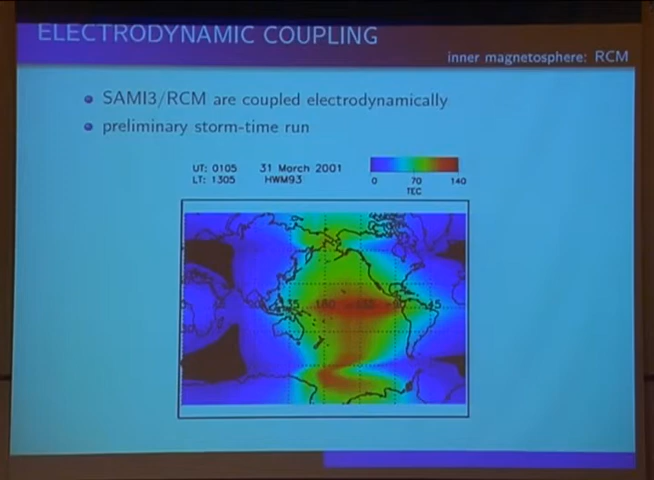 ELECTRODYNAMIC COUPLING
inner magnetosphere: RCM
SAMI3/RCM are coupled electrodynamically
preliminary storm-time run
UT: 0105 31 March 2001
LT: 1305 HWM93
0 70 140
TEC